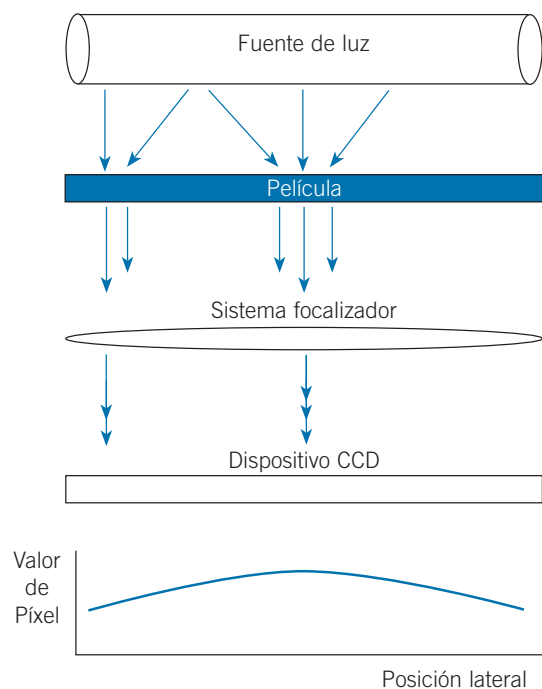 Fuente de luz
Película
Sistema focalizador
Dispositivo CCD
Valor
de
Píxel
Posición lateral